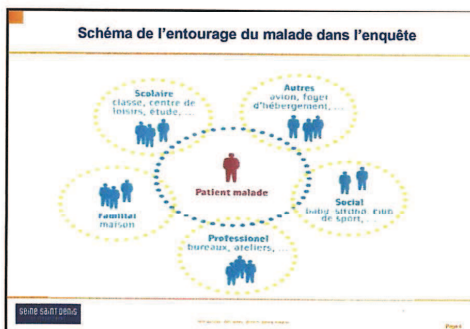 Schéma de l'entourage du malade dans l'enquête
Scolaire
classe, centre de
loisirs, étude, ...
Autres
avion, foyer
d'hébergement, ...
Patient malade
Familial
maison
Social
baby-sitting, club
de sport, ...
Professionel
bureaux, ateliers, ...
seine saint denis